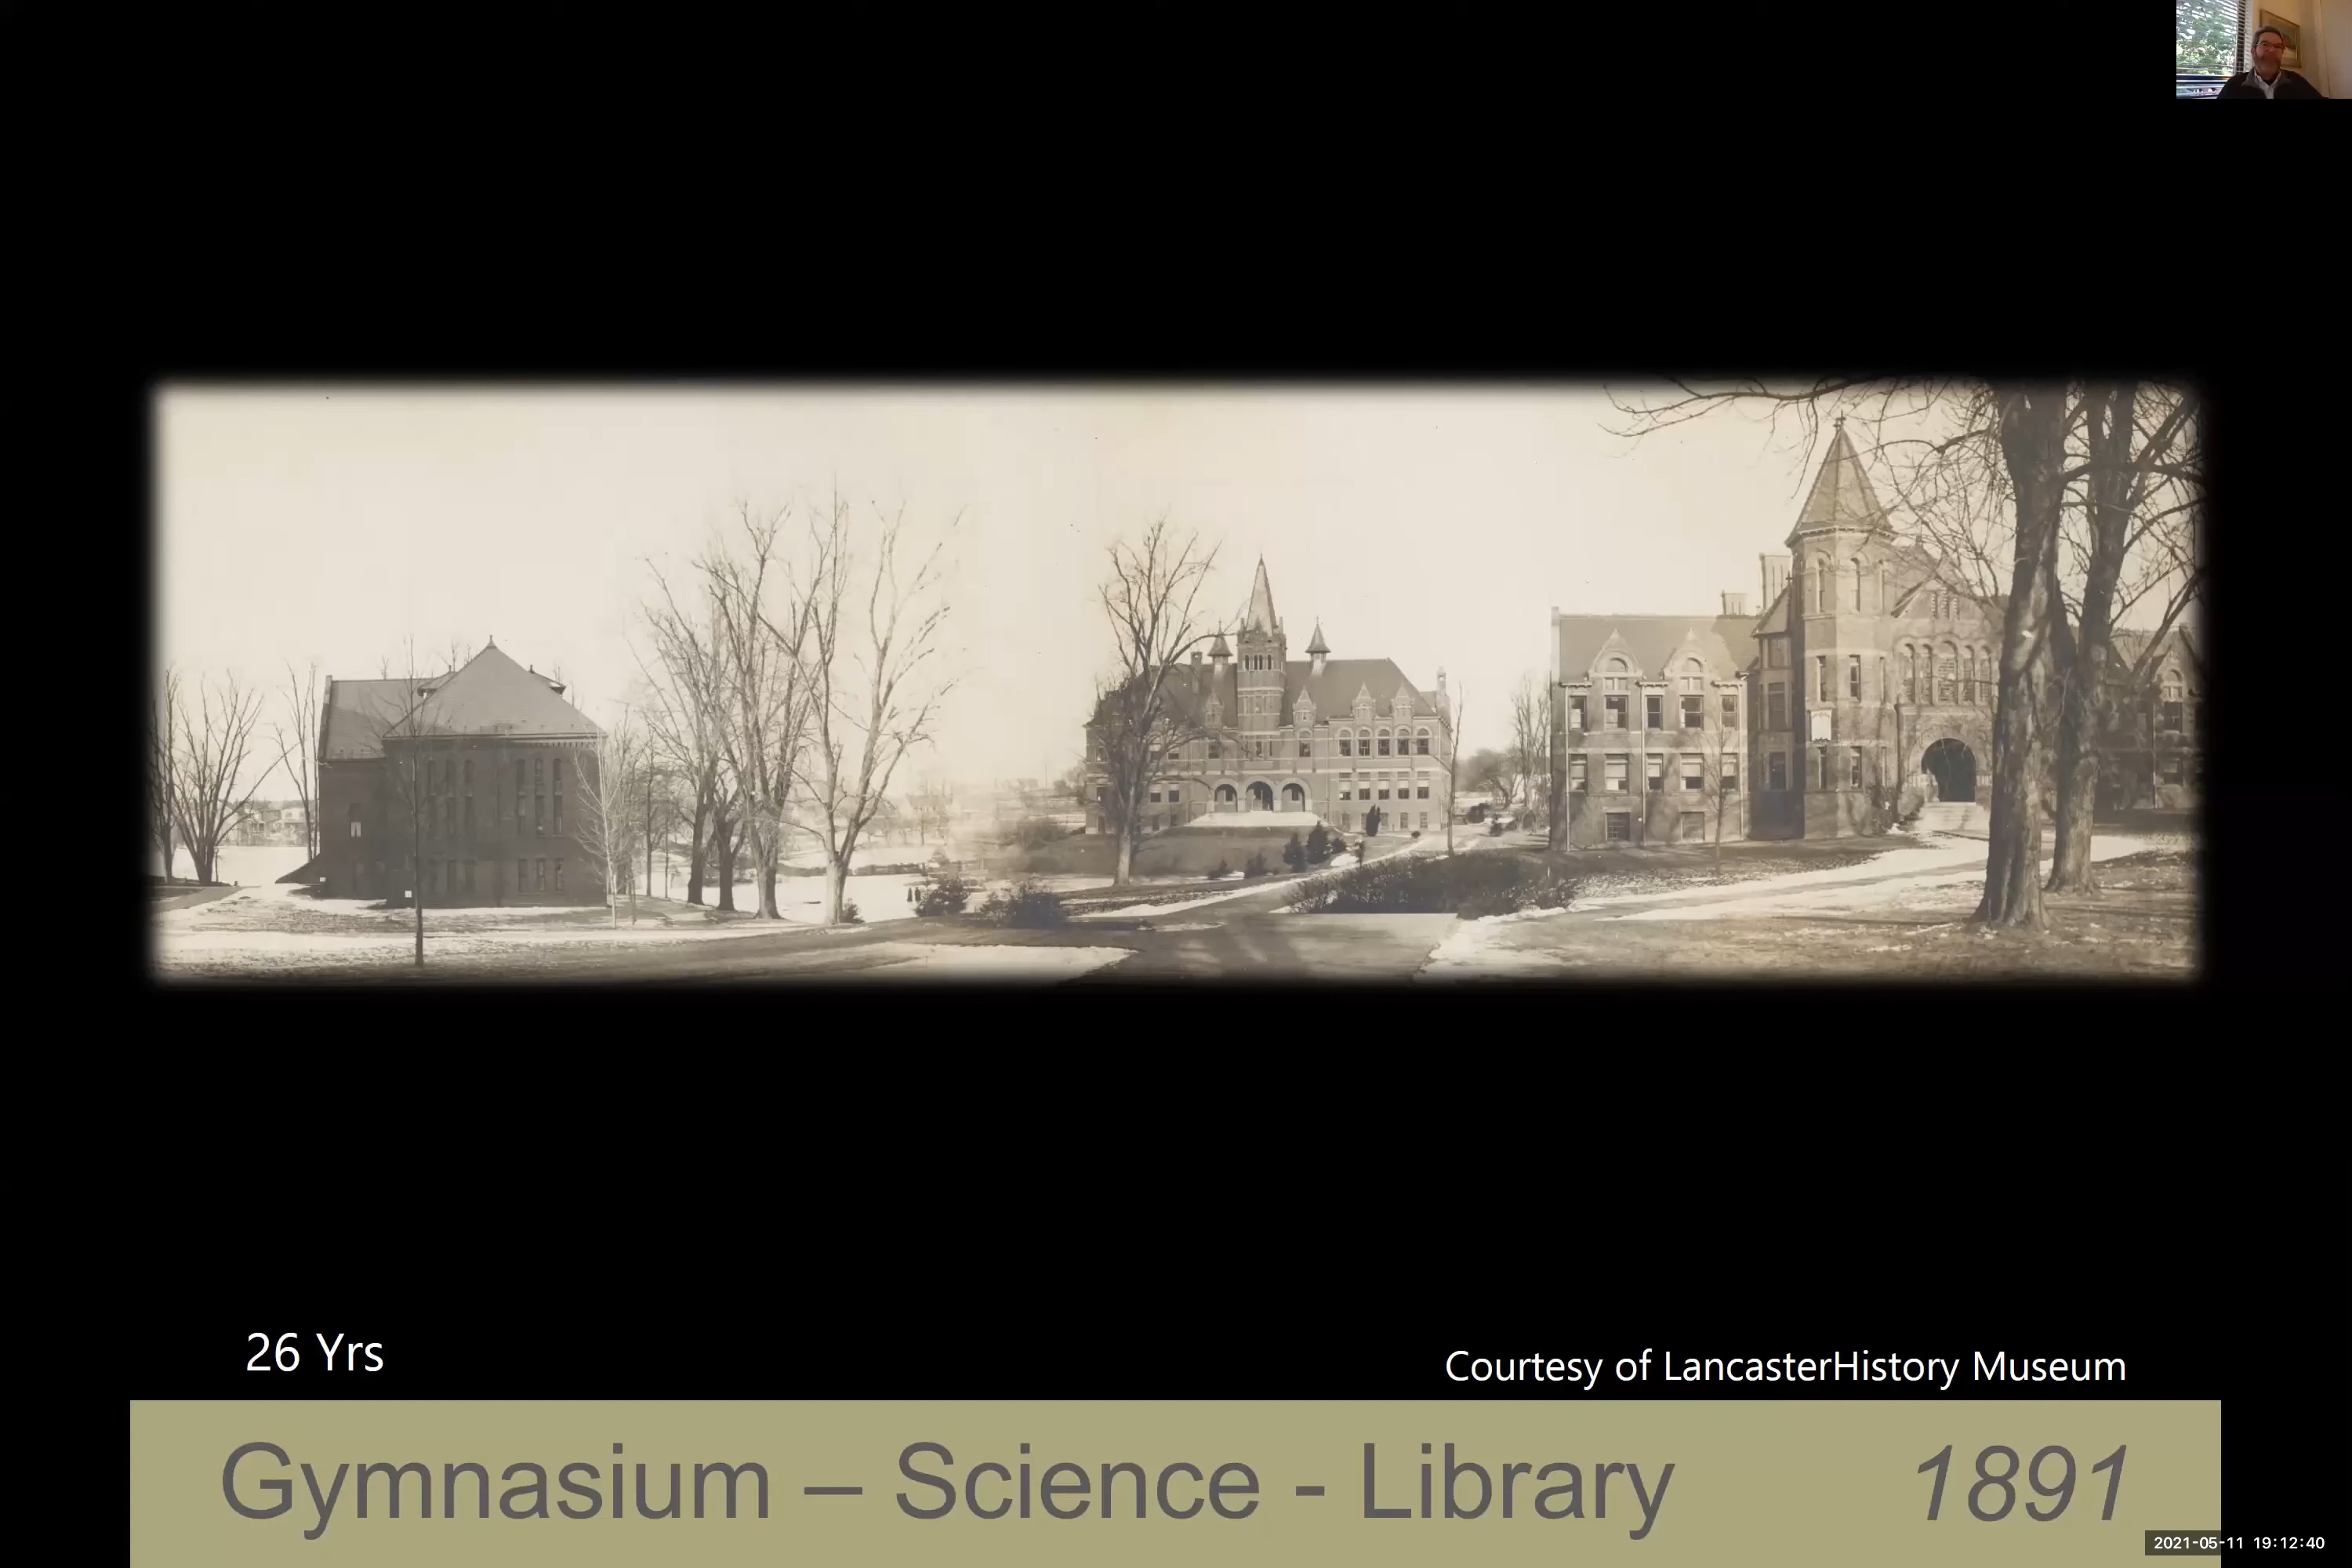 26 Yrs
Courtesy of LancasterHistory Museum
Gymnasium – Science - Library 1891
2021-05-11 19:12:40